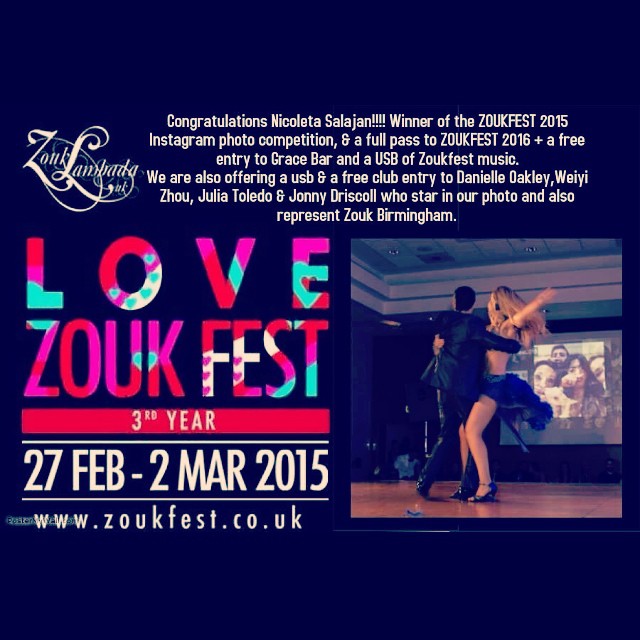 Congratulations Nicoleta Salajan!!!! Winner of the ZOUKFEST 2015
Instagram photo competition, & a full pass to ZOUKFEST 2016 + a free
entry to Grace Bar and a USB of Zoukfest music.
We are also offering a usb & a free club entry to Danielle Oakley,Weiyi
Zhou, Julia Toledo & Jonny Driscoll who star in our photo and also
represent Zouk Birmingham.
Zouk
Lambada
uk
LOVE
ZOUK FEST
3RD YEAR
27 FEB - 2 MAR 2015
www.zoukfest.co.uk